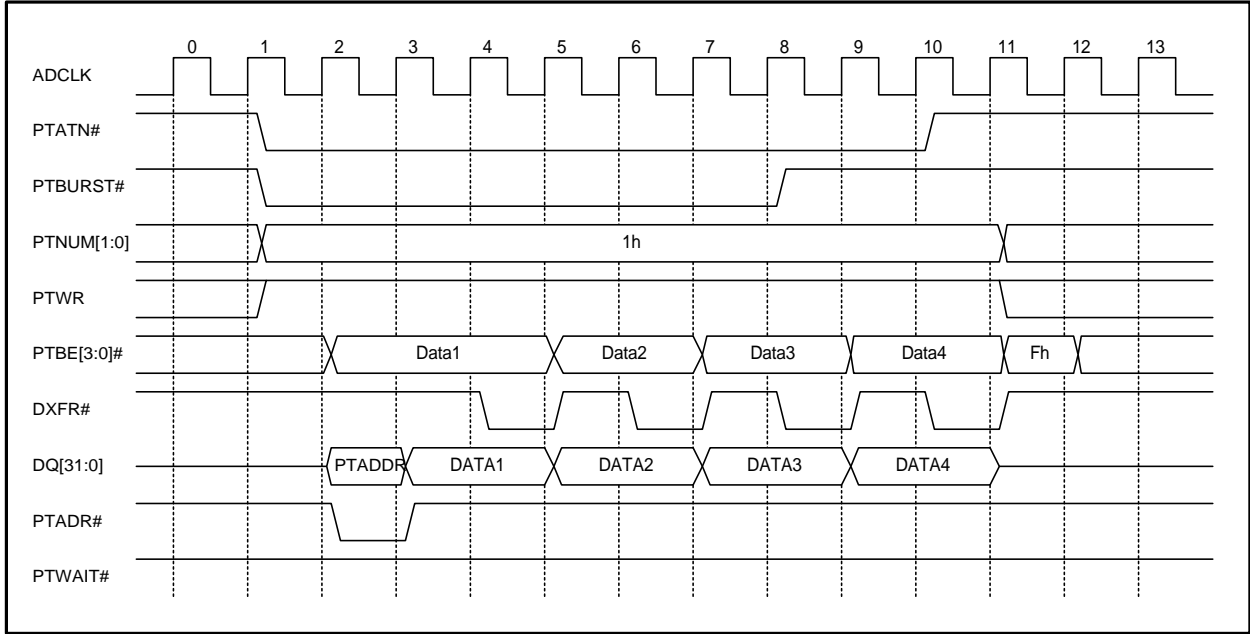 0 1 2 3 4 5 6 7 8 9 10 11 12 13
ADCLK
PTATN#
PTBURST#
PTNUM[1:0] 1h
PTWR
PTBE[3:0]# Data1 Data2 Data3 Data4 Fh
DXFR#
DQ[31:0] PTADDR DATA1 DATA2 DATA3 DATA4
PTADR#
PTWAIT#